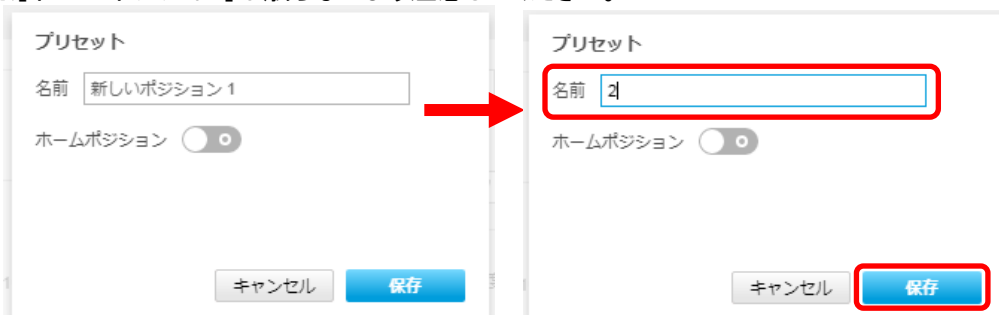 プリセット
名前 新しいポジション 1
ホームポジション
キャンセル 保存
プリセット
名前 2
ホームポジション
キャンセル 保存